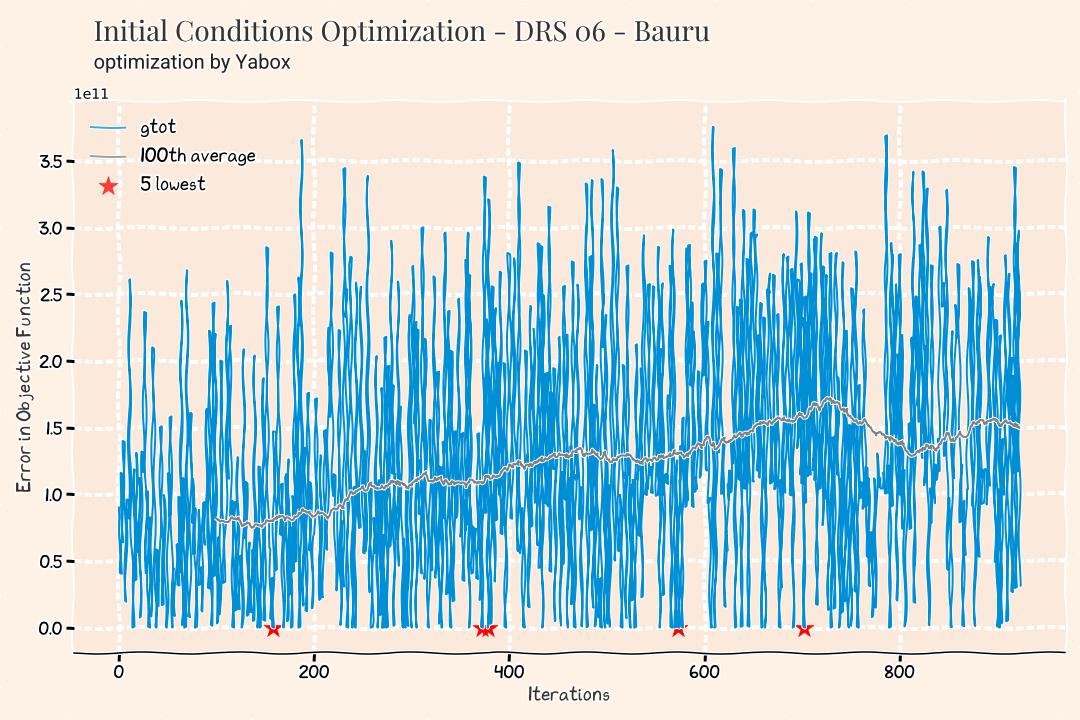 Initial Conditions Optimization - DRS 06 - Bauru
optimization by Yabox
1e11
gtot
100th average
5 lowest
3.5
3.0
2.5
2.0
1.5
1.0
0.5
0.0
Error in Objective Function
0 200 400 600 800
Iterations